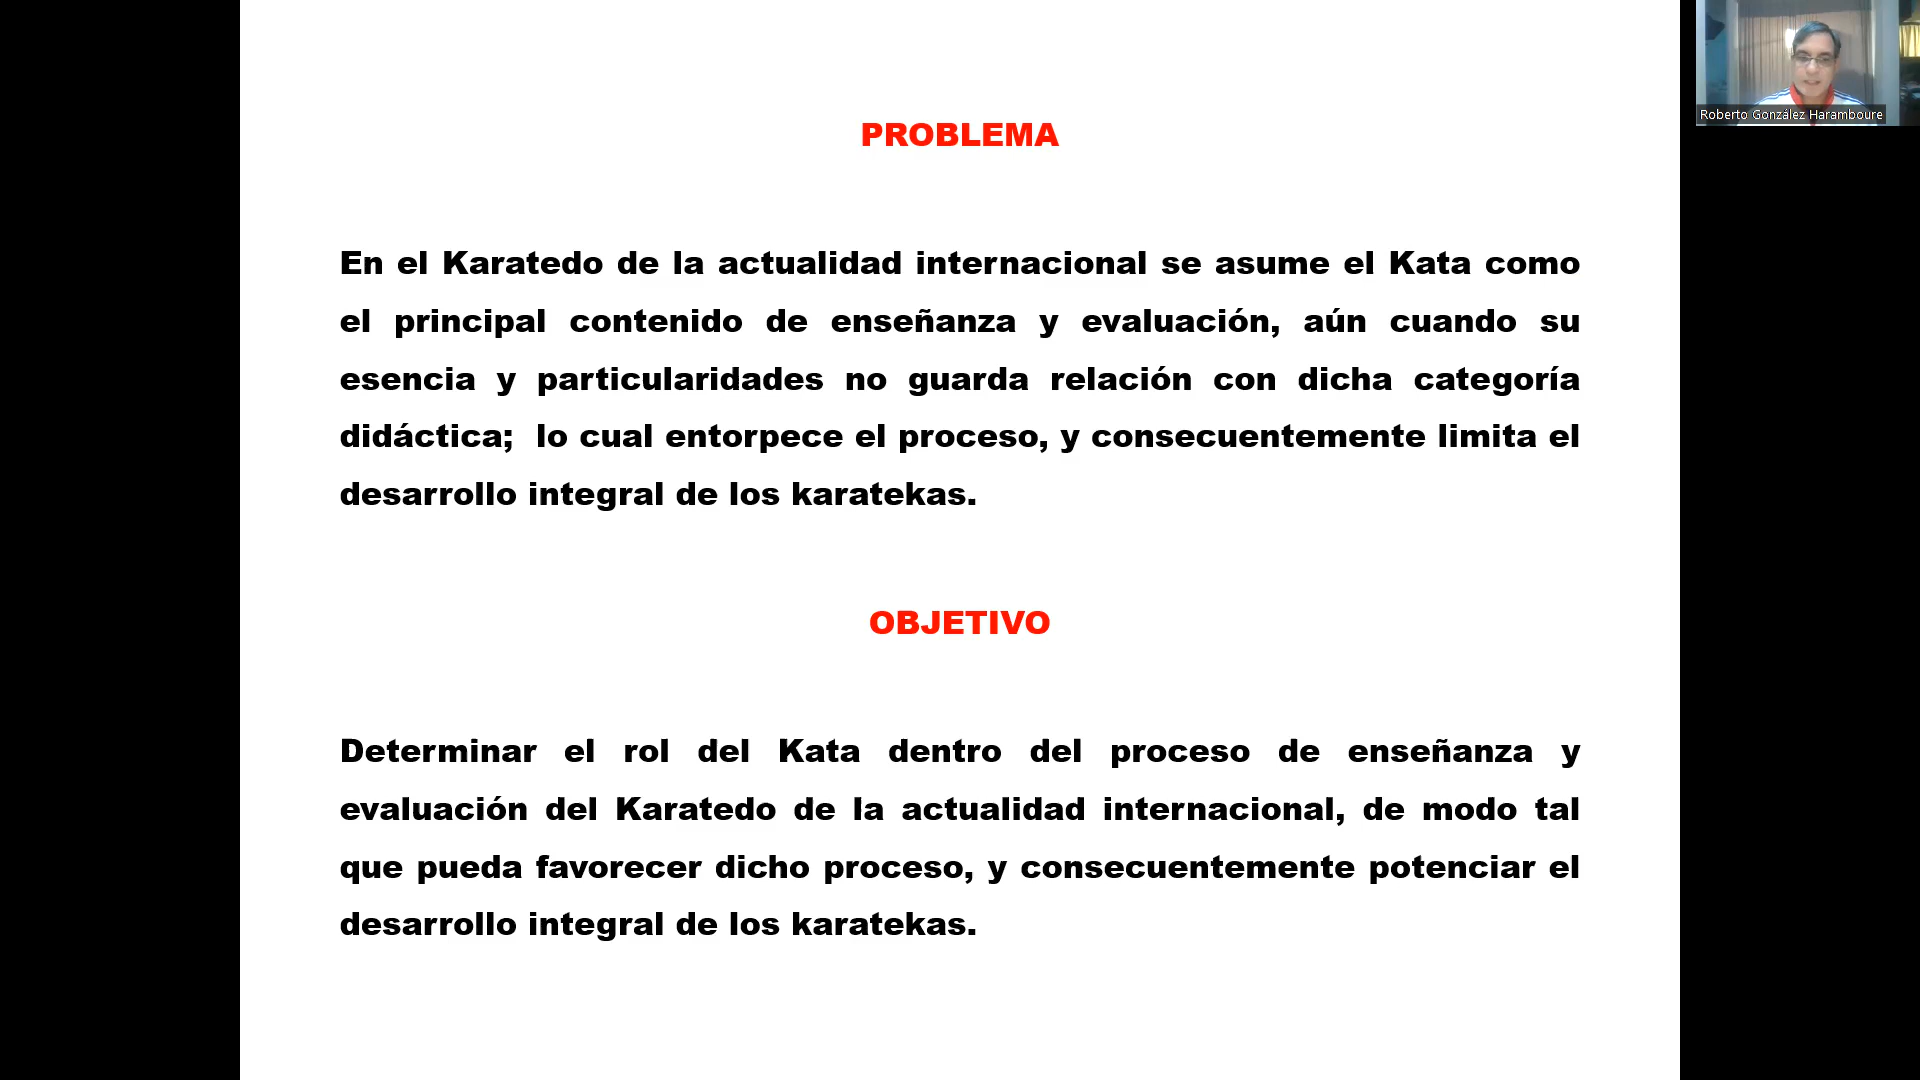 PROBLEMA
En el Karatedo de la actualidad internacional se asume el Kata como
el principal contenido de enseñanza y evaluación, aún cuando su
esencia y particularidades no guarda relación con dicha categoría
didáctica; lo cual entorpece el proceso, y consecuentemente limita el
desarrollo integral de los karatekas.
OBJETIVO
Determinar el rol del Kata dentro del proceso de enseñanza y
evaluación del Karatedo de la actualidad internacional, de modo tal
que pueda favorecer dicho proceso, y consecuentemente potenciar el
desarrollo integral de los karatekas.
Roberto González Haramboure